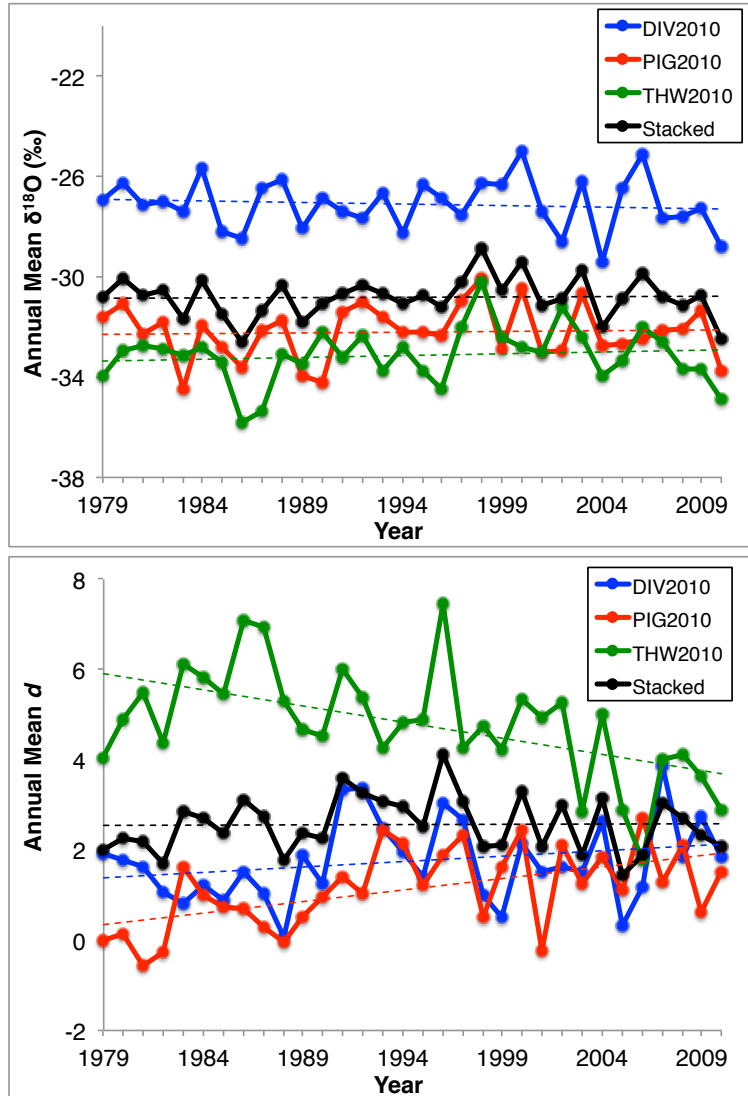 DIV2010
PIG2010
THW2010
Stacked
Annual Mean δ¹⁸O (‰)
-22
-26
-30
-34
-38
1979 1984 1989 1994 1999 2004 2009
Year
DIV2010
PIG2010
THW2010
Stacked
Annual Mean d
8
6
4
2
0
-2
1979 1984 1989 1994 1999 2004 2009
Year